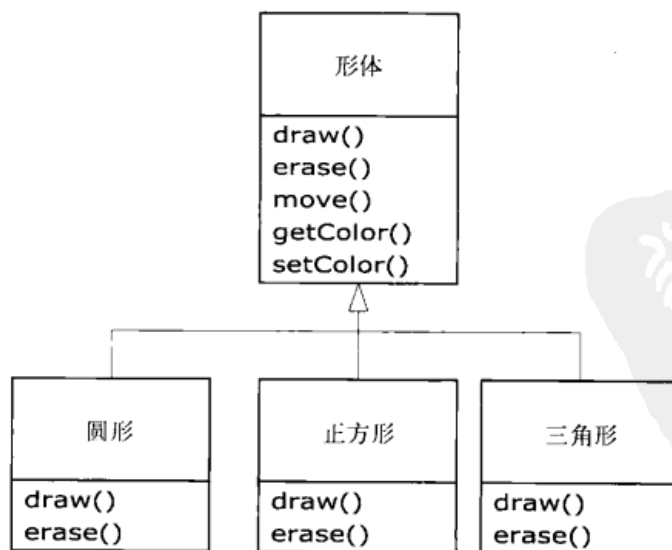 形体
draw()
erase()
move()
getColor()
setColor()
圆形
draw()
erase()
正方形
draw()
erase()
三角形
draw()
erase()